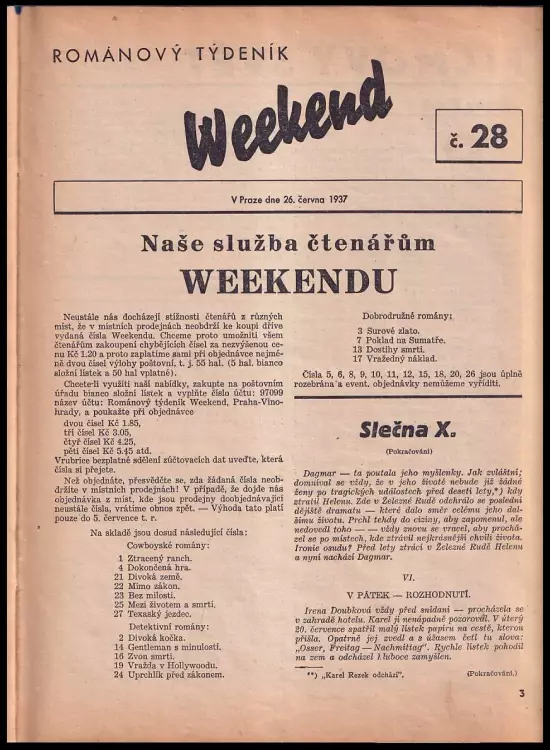 ROMÁNOVÝ TÝDENÍK
Weekend
č. 28
V Praze dne 26. června 1937
Naše služba čtenářům
WEEKENDU
Neustále nás docházejí stížnosti čtenářů z různých
míst, že v místních prodejnách neobdrží ke koupi dříve
vydaná čísla Weekendu. Chceme proto umožniti všem
čtenářům zakoupení chybějících čísel za nezvýšenou ce-
nu Kč 1.20 a proto zaplatíme sami při objednávce nejmé-
ně dvou čísel výlohy poštovní, t. j. 55 hal. (5 hal. bianco
složní lístek a 50 hal vplatné).
Chcete-li využíti naší nabídky, zakupte na poštovním
úřadu bianco složní lístek a vyplňte číslo účtu: 97099
název účtu: Románový týdeník Weekend, Praha-Vino-
hrady, a poukažte při objednávce
dvou čísel Kč 1.85,
tří čísel Kč 3.05,
čtyř čísel Kč 4.25,
pěti čísel Kč 5.45 atd.
Vrubrice bezplatné sdělení zúčtovacích dat uveďte, která
čísla si přejete.
Než objednáte, přesvěďčte se, zda žádaná čísla neob-
držíte v místních prodejnách! V případě, že dojde nás
objednávka z míst, kde jsou prodejny doobjednávající
neustále čísla, vrátíme obnos zpět. — Výhoda tato platí
pouze do 5. července t. r.
Na skladě jsou dosud následující čísla:
Cowboyské romány:
1 Ztracený ranch.
4 Dokončená hra.
21 Divoká země.
22 Mimo zákon.
23 Bez milosti.
25 Mezi životem a smrtí.
27 Texaský jezdec.
Detektivní romány:
2 Divoká kočka.
14 Gentleman s minulostí.
16 Zvon smrti.
19 Vražda v Hollywoodu.
24 Uprchlík před zákonem.
Dobrodružné romány:
3 Surové zlato.
7 Poklad na Sumatře.
13 Dostihy smrti.
17 Vražedný náklad.
Čísla 5, 6, 8, 9, 10, 11, 12, 15, 18, 20, 26 jsou úplně
rozebrána a event. objednávky nemůžeme vyříditi.
Slečna X.
(Pokračování)
Dagmar — ta poutala jeho myšlenky. Jak zvláštní;
domníval se vždy, že v jeho životě nebude již žádné
ženy po tragických událostech před deseti lety,*) kdy
ztratil Helenu. Zde v Železné Rudě odehrálo se poslední
dějiště dramatu — které dalo směr celému jeho dal-
šímu životu. Prchl tehdy do ciziny, aby zapomenul, ale
nedovedl toho — — vždy znovu se vracel, aby prochá-
zel se po místech, kde ztrávil nejkrásnější chvíli života.
Ironie osudu? Před lety ztrácí v Železné Rudě Helenu
a nyní nachází Dagmar.
VI.
V PÁTEK — ROZHODNUTÍ.
Irena Doubková vždy před snídaní — procházela se
v zahradě hotelu. Karel ji nenápadně pozoroval. V úterý
20. července spatřil malý lístek papíru na cestě, kterou
přišla. Opatrně jej zvedl a s úžasem četl tu slova:
„Osser, Freitag — Nachmittag". Rychle lístek pohodil
na zem a odcházel hluboce zamyšlen.
**) „Karel Rezek odchází".
(Pokračování.)
3